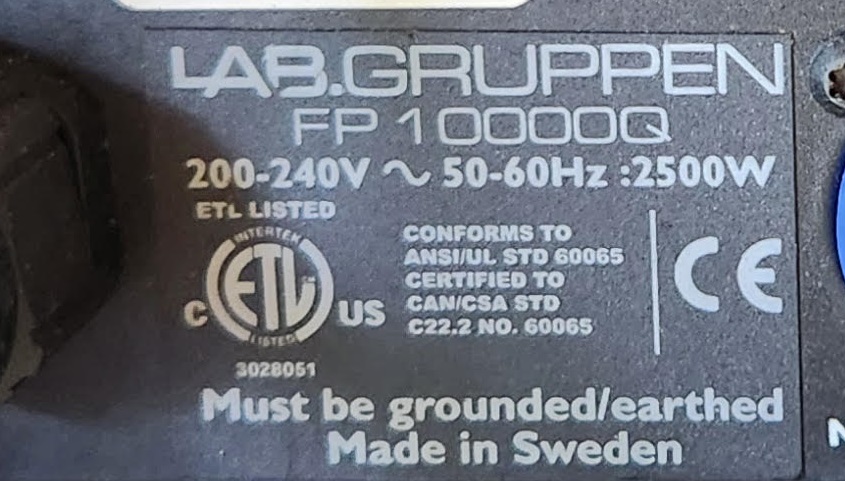 LAB.GRUPPEN
FP 10000Q
200-240V ~ 50-60Hz :2500W
ETL LISTED
INTERTEK
ETL
LISTED
C US
3028051
CONFORMS TO
ANSI/UL STD 60065
CERTIFIED TO
CAN/CSA STD
C22.2 NO. 60065
CE
Must be grounded/earthed
Made in Sweden
N